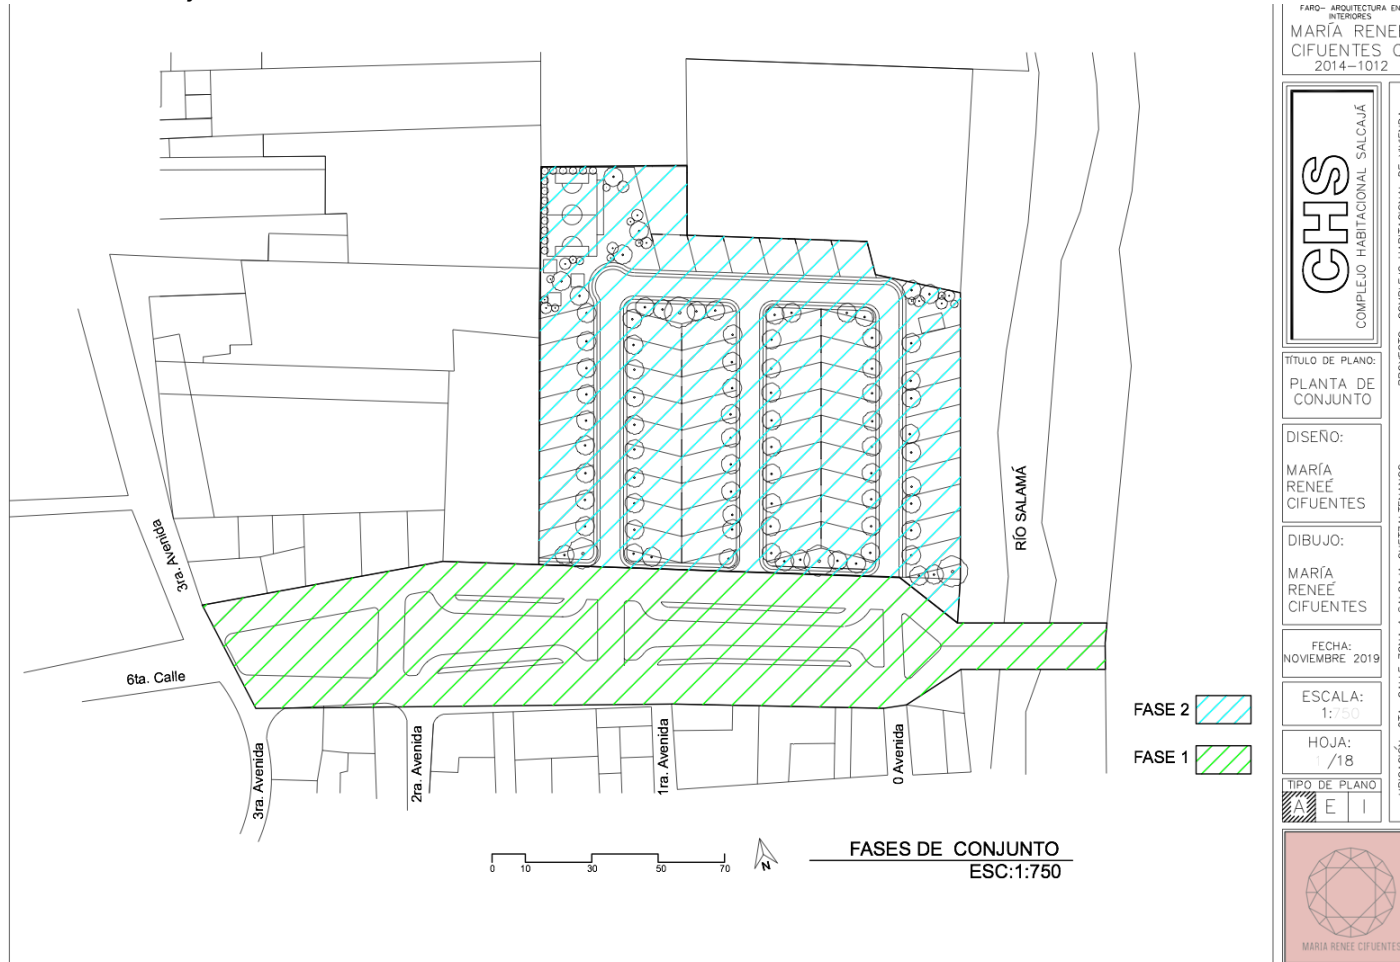 3ra. Avenida
6ta. Calle
3ra. Avenida
2ra. Avenida
1ra. Avenida
0 Avenida
RÍO SALAMÁ
FASE 2
FASE 1
0 10 30 50 70
N
FASES DE CONJUNTO
ESC:1:750
FARQ- ARQUITECTURA EN
INTERIORES
MARÍA RENEÉ
CIFUENTES
2014-1012
CHS
COMPLEJO HABITACIONAL SALCAJÁ
TÍTULO DE PLANO:
PLANTA DE
CONJUNTO
DISEÑO:
MARÍA
RENEÉ
CIFUENTES
DIBUJO:
MARÍA
RENEÉ
CIFUENTES
FECHA:
NOVIEMBRE 2019
ESCALA:
1:750
HOJA:
/18
TIPO DE PLANO
A E I
MARIA RENEE CIFUENTES